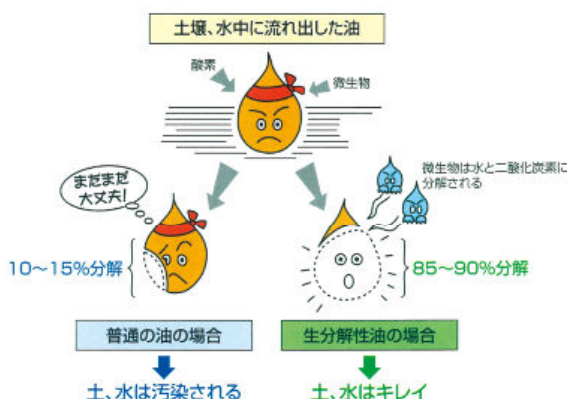 土壌、水中に流れ出した油
酸素
微生物
微生物は水と二酸化炭素に
分解される
まだまだ
大丈夫!
10〜15%分解
85〜90%分解
普通の油の場合
生分解性油の場合
土、水は汚染される
土、水はキレイ